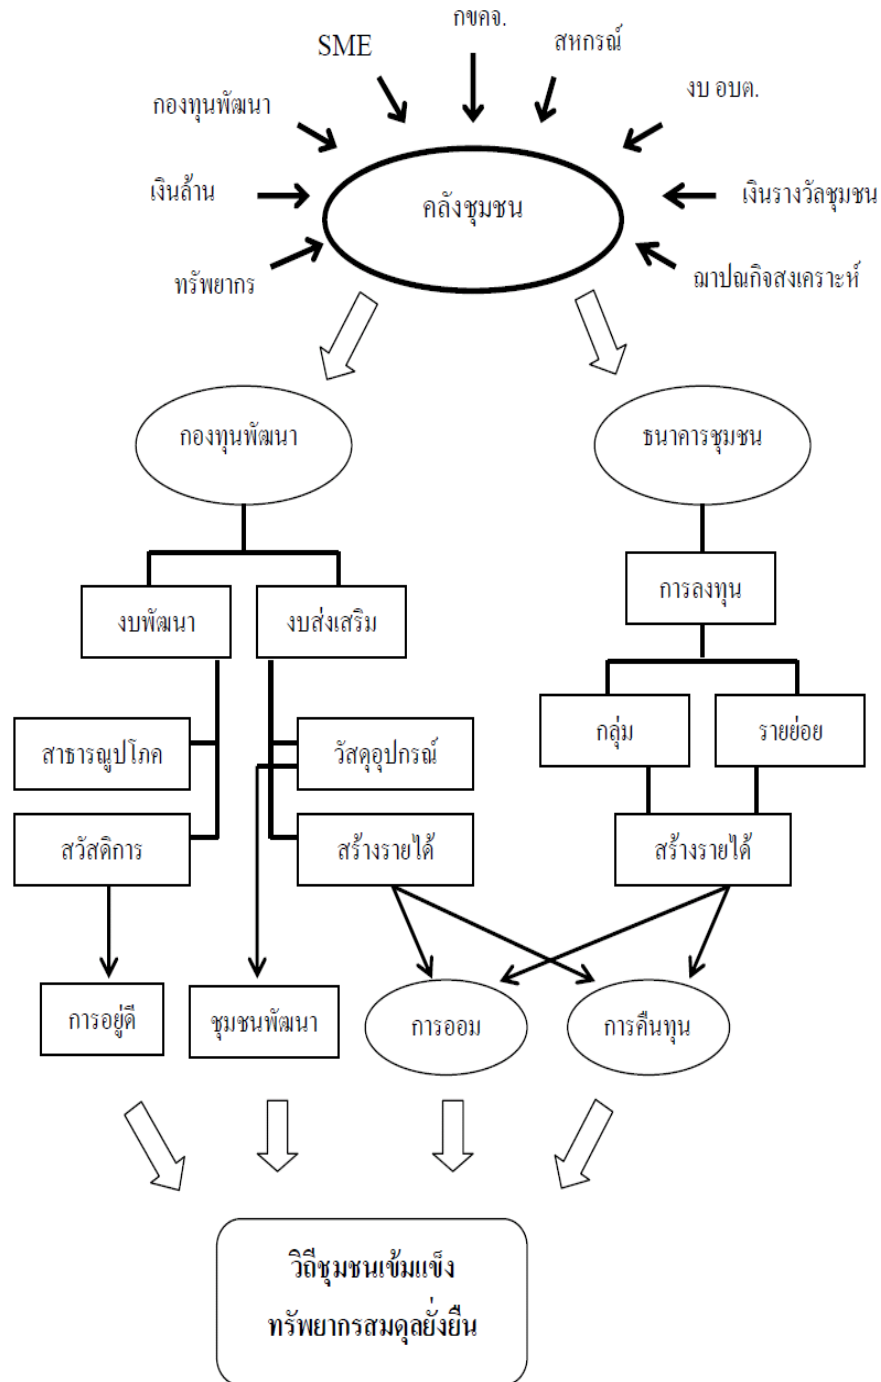 กขคจ.
SME
สหกรณ์
งบ อบต.
กองทุนพัฒนา
เงินล้าน
คลังชุมชน
เงินรางวัลชุมชน
ทรัพยากร
ฌาปณกิจสงเคราะห์
กองทุนพัฒนา
ธนาคารชุมชน
การลงทุน
งบพัฒนา
งบส่งเสริม
กลุ่ม
รายย่อย
สาธารณูปโภค
วัสดุอุปกรณ์
สวัสดิการ
สร้างรายได้
สร้างรายได้
การอยู่ดี
ชุมชนพัฒนา
การออม
การคืนทุน
วิถีชุมชนเข้มแข็ง
ทรัพยากรสมดุลยั่งยืน